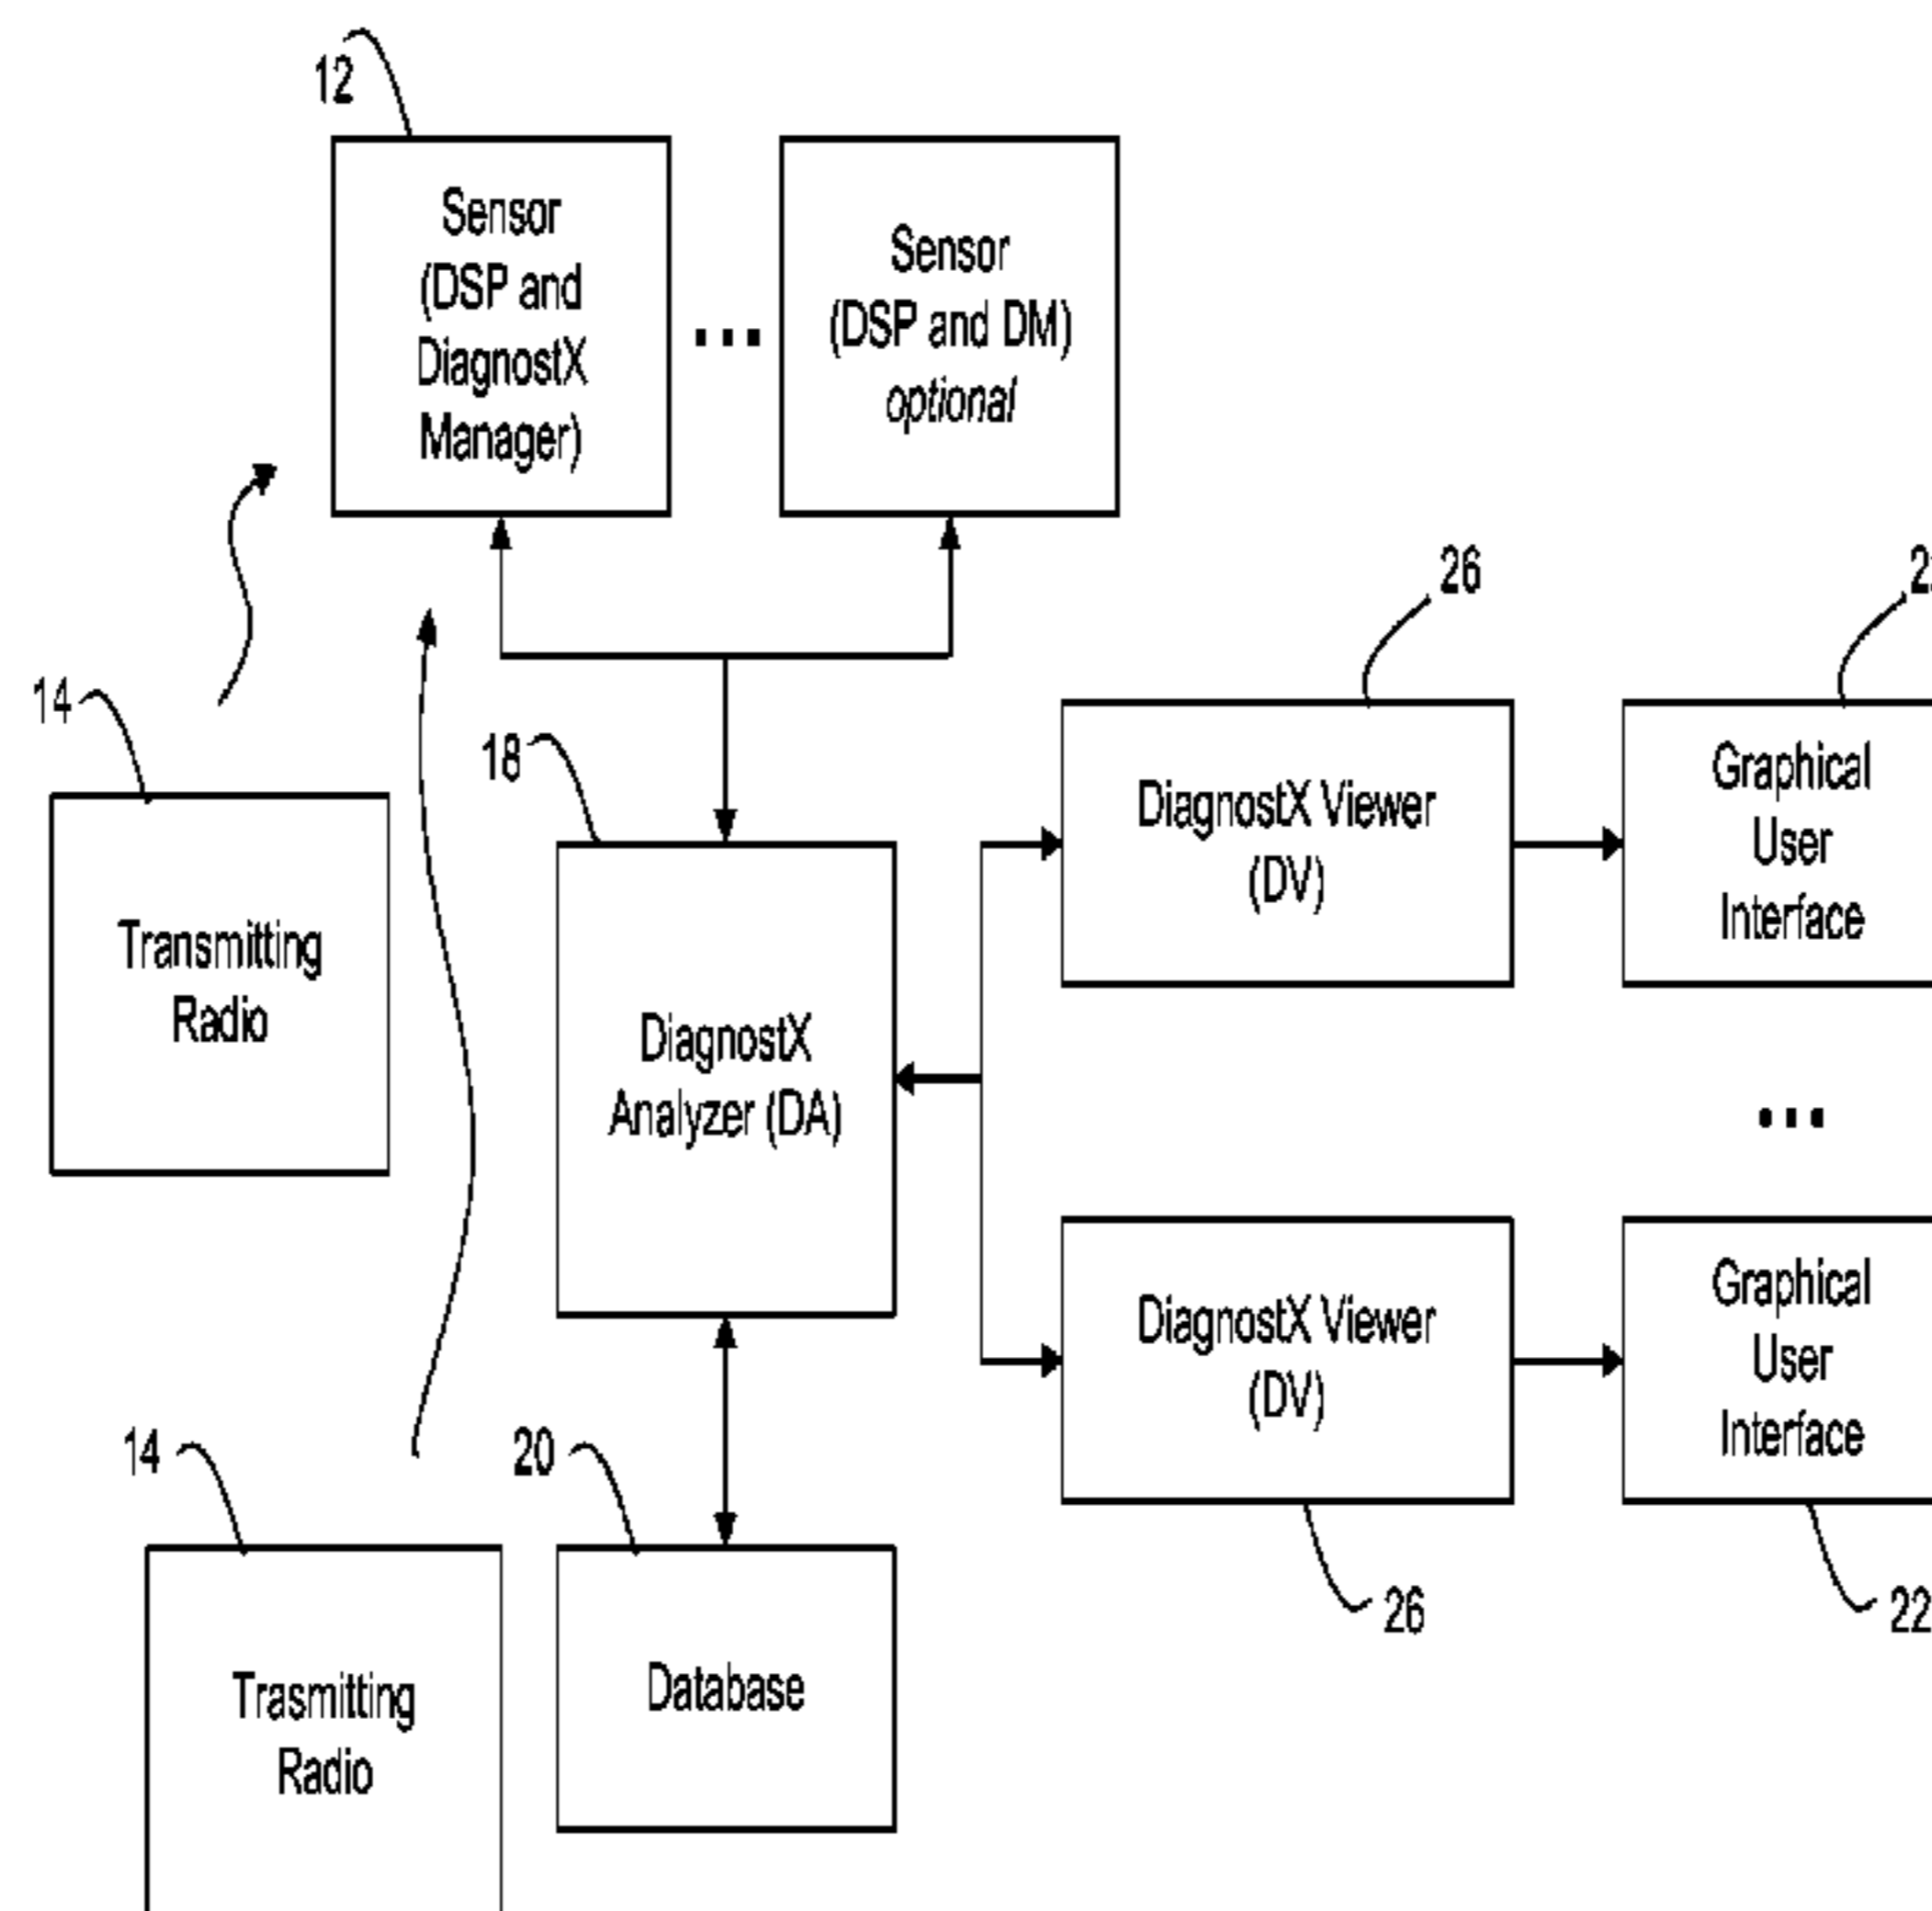 12
Sensor
(DSP and
DiagnostX
Manager)
...
Sensor
(DSP and DM)
optional
14
Transmitting
Radio
18
DiagnostX
Analyzer (DA)
26
DiagnostX Viewer
(DV)
Graphical
User
Interface
...
DiagnostX Viewer
(DV)
26
Graphical
User
Interface
22
14
Trasmitting
Radio
20
Database